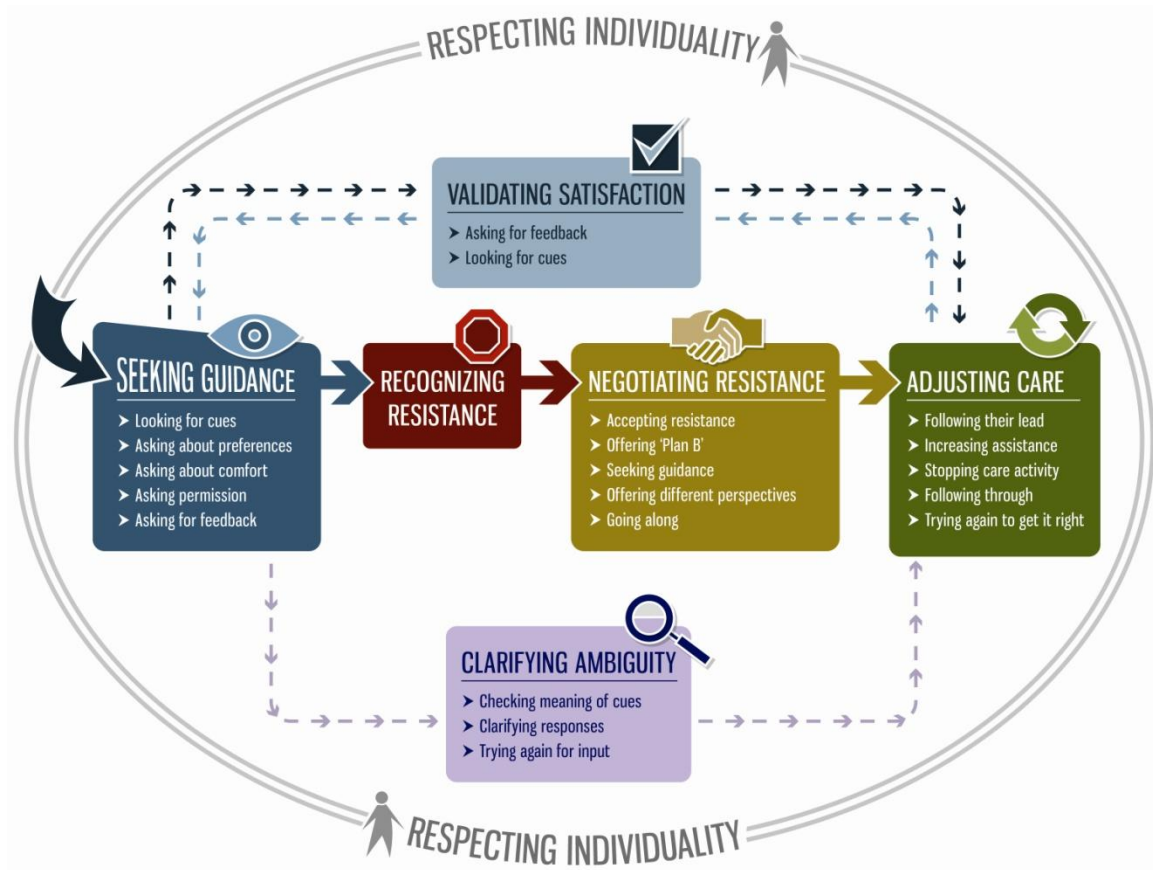 RESPECTING INDIVIDUALITY
VALIDATING SATISFACTION
➤ Asking for feedback
➤ Looking for cues
SEEKING GUIDANCE
➤ Looking for cues
➤ Asking about preferences
➤ Asking about comfort
➤ Asking permission
➤ Asking for feedback
RECOGNIZING
RESISTANCE
NEGOTIATING RESISTANCE
➤ Accepting resistance
➤ Offering ‘Plan B’
➤ Seeking guidance
➤ Offering different perspectives
➤ Going along
ADJUSTING CARE
➤ Following their lead
➤ Increasing assistance
➤ Stopping care activity
➤ Following through
➤ Trying again to get it right
CLARIFYING AMBIGUITY
➤ Checking meaning of cues
➤ Clarifying responses
➤ Trying again for input
RESPECTING INDIVIDUALITY